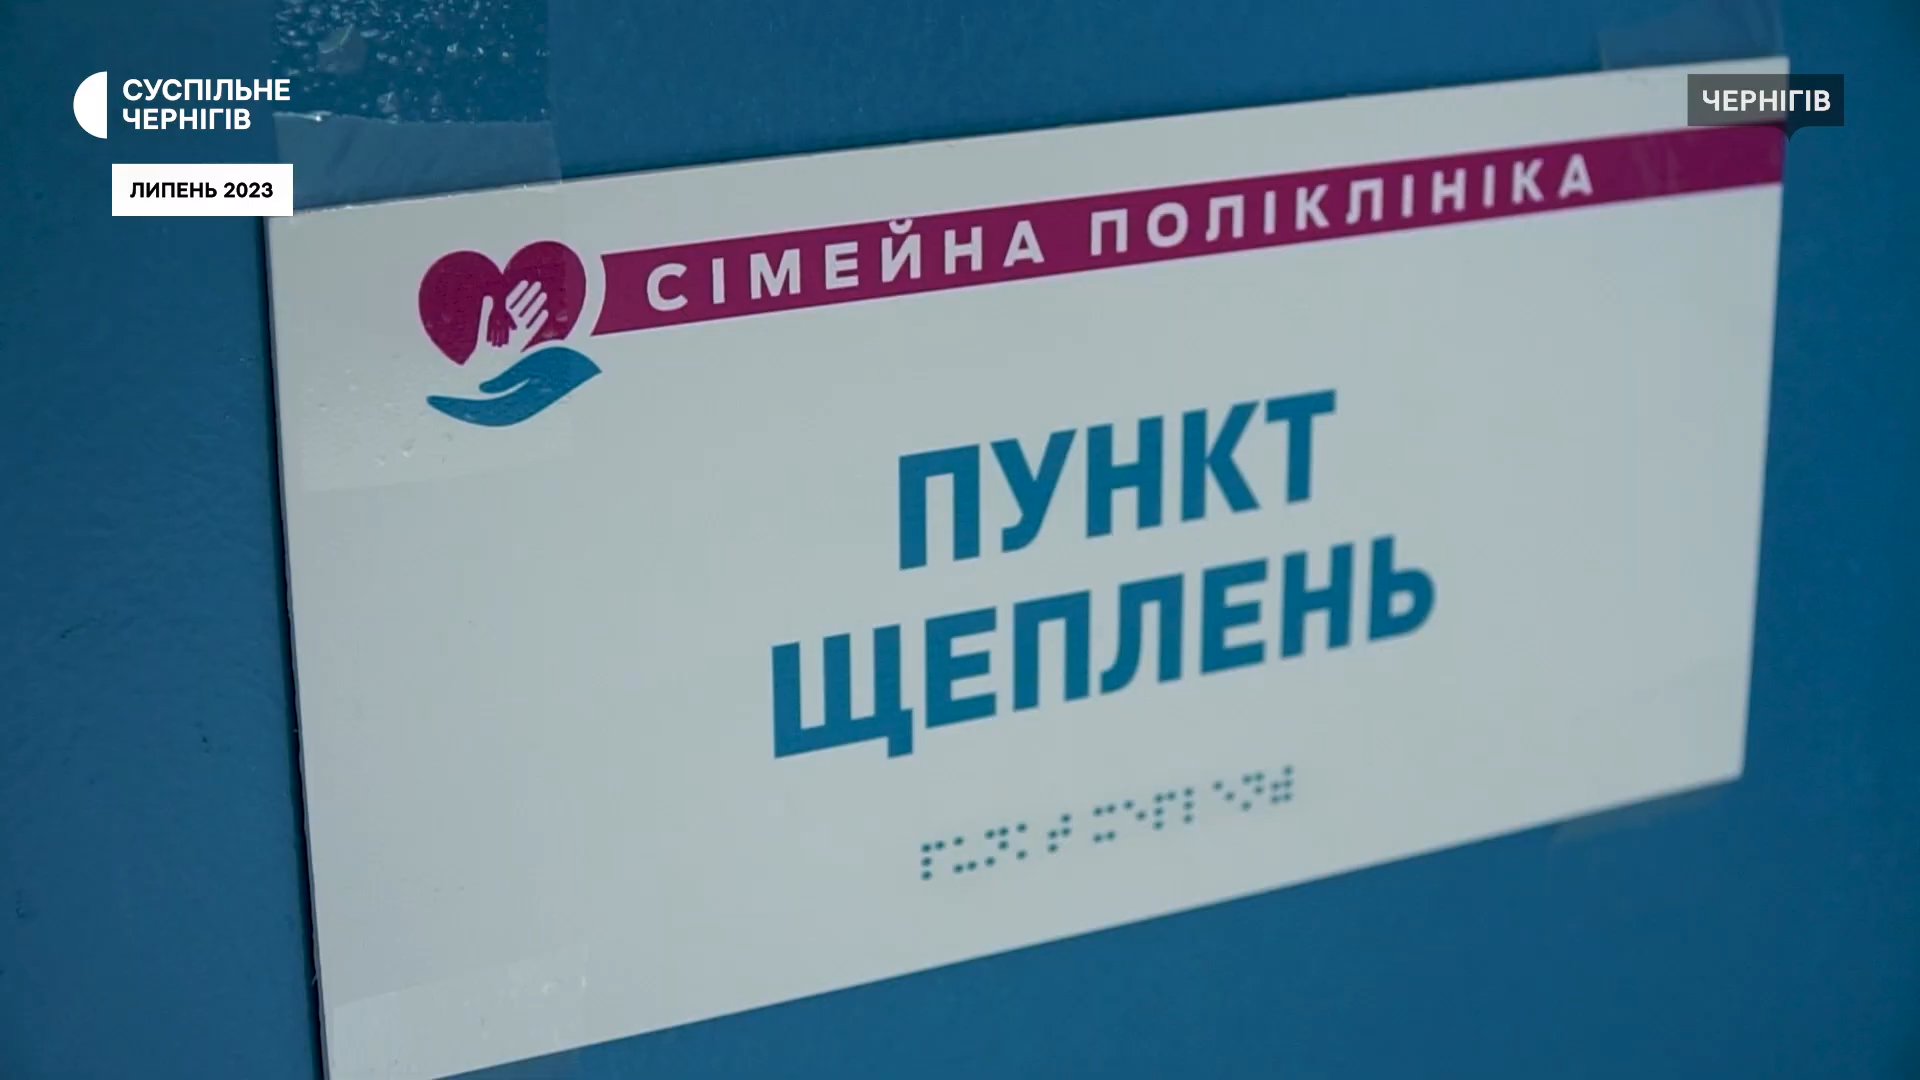 СУСПІЛЬНЕ
ЧЕРНІГІВ
ЛИПЕНЬ 2023
ЧЕРНІГІВ
СІМЕЙНА ПОЛІКЛІНІКА
ПУНКТ
ЩЕПЛЕНЬ